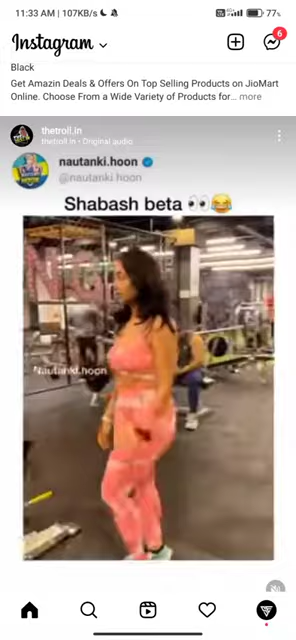 11:33 AM | 107KB/s
77%
Instagram
6
Black
Get Amazin Deals & Offers On Top Selling Products on JioMart
Online. Choose From a Wide Variety of Products for... more
thetroll.in
thetroll.in • Original audio
nautanki.hoon
@nautanki hoon
Shabash beta 👀😂
Nautanki.hoon